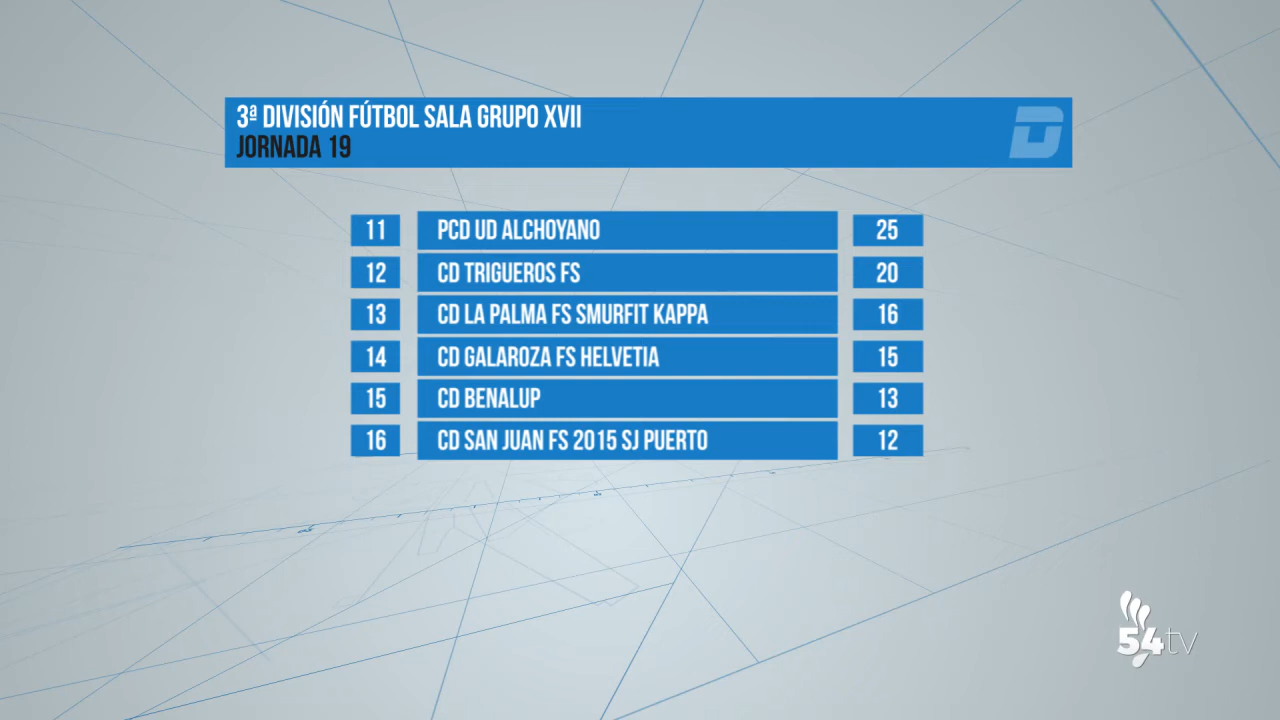 3ª DIVISIÓN FÚTBOL SALA GRUPO XVII
JORNADA 19
11 PCD UD ALCHOYANO 25
12 CD TRIGUEROS FS 20
13 CD LA PALMA FS SMURFIT KAPPA 16
14 CD GALAROZA FS HELVETIA 15
15 CD BENALUP 13
16 CD SAN JUAN FS 2015 SJ PUERTO 12
54tv